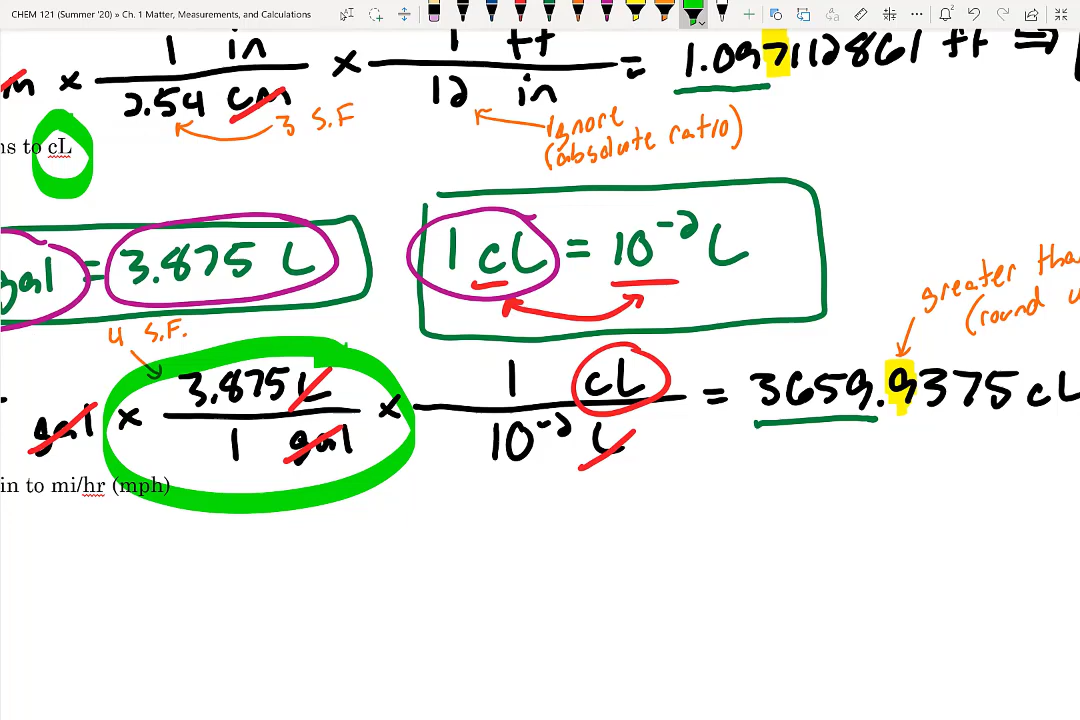 CHEM 121 (Summer '20) » Ch. 1 Matter, Measurements, and Calculations
m × 1 in / 2.54 cm × 1 ft / 12 in = 1.097112861 ft ⇒
3 S.F
ignore
(absolute ratio)
ns to cL
gal = 3.875 L
1 cL = 10⁻² L
greater tha
(round u
4 S.F.
gal × 3.875 L / 1 gal × 1 cL / 10⁻² L = 3659.9375 cL
in to mi/hr (mph)